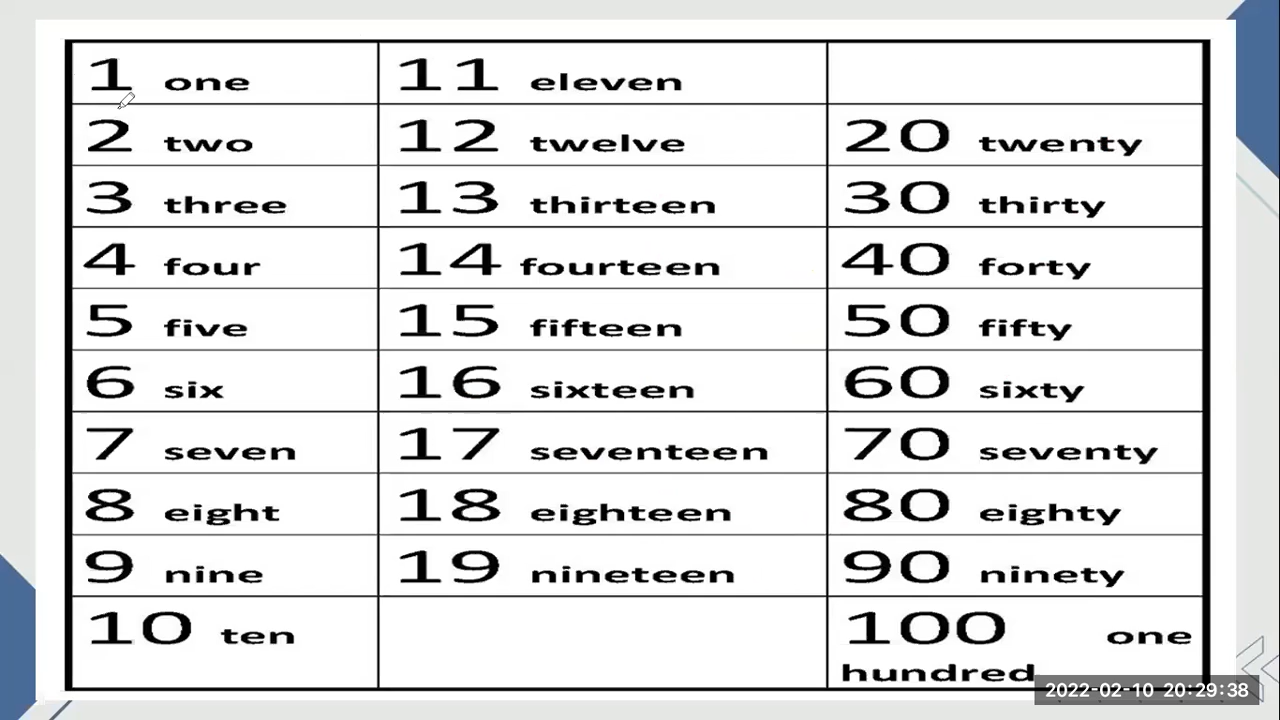 1 one 11 eleven
2 two 12 twelve 20 twenty
3 three 13 thirteen 30 thirty
4 four 14 fourteen 40 forty
5 five 15 fifteen 50 fifty
6 six 16 sixteen 60 sixty
7 seven 17 seventeen 70 seventy
8 eight 18 eighteen 80 eighty
9 nine 19 nineteen 90 ninety
10 ten 100 one
hundred
2022-02-10 20:29:38